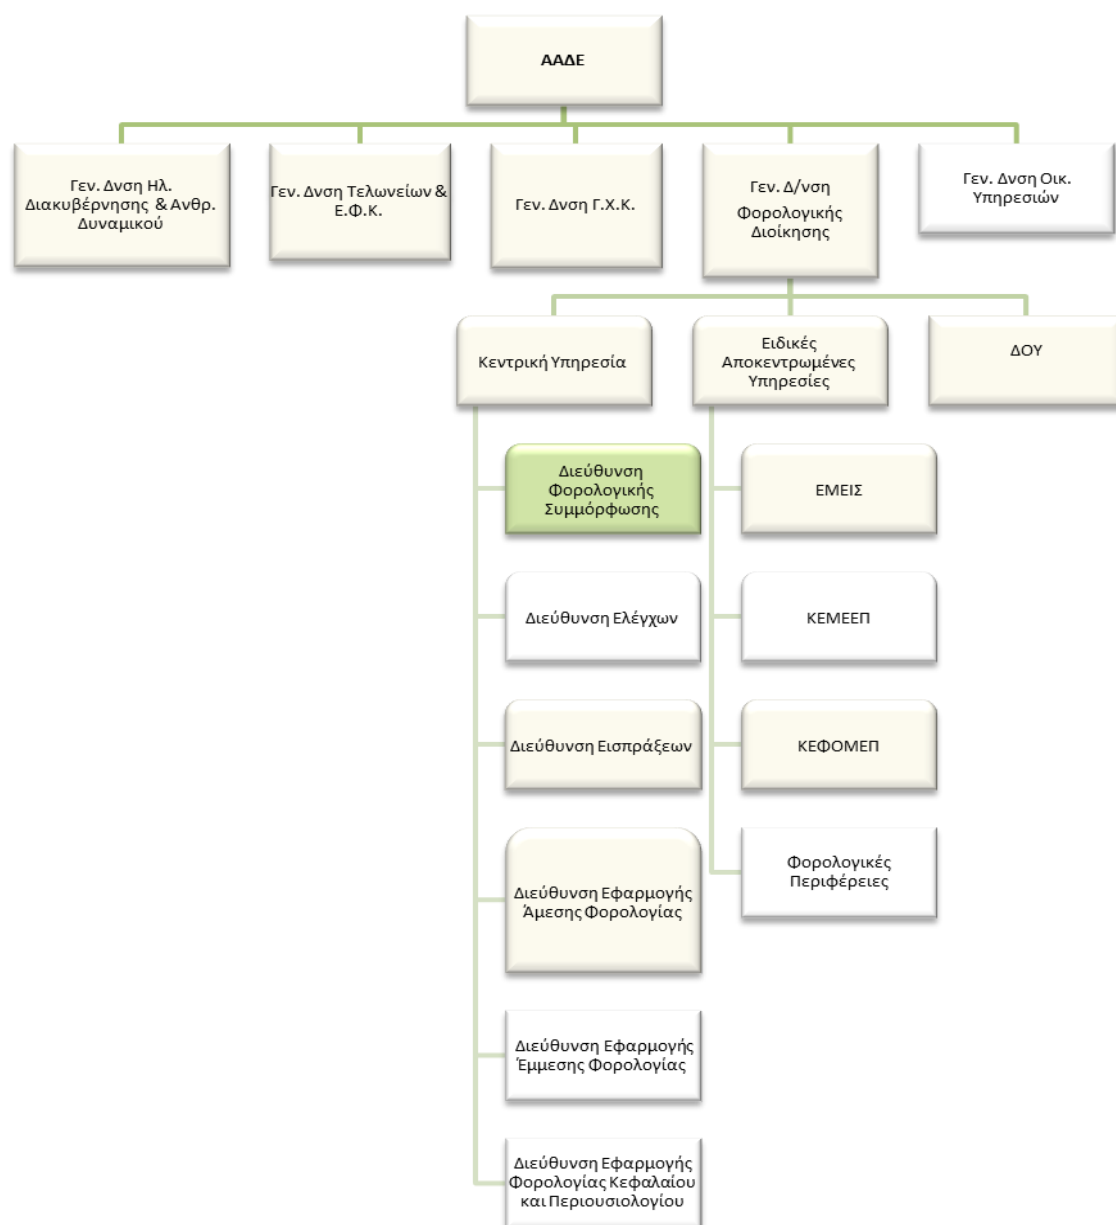 ΑΑΔΕ
Γεν. Δνση Ηλ.
Διακυβέρνησης & Ανθρ.
Δυναμικού
Γεν. Δνση Τελωνείων &
Ε.Φ.Κ.
Γεν. Δνση Γ.Χ.Κ.
Γεν. Δ/νση
Φορολογικής
Διοίκησης
Γεν. Δνση Οικ.
Υπηρεσιών
Κεντρική Υπηρεσία
Ειδικές
Αποκεντρωμένες
Υπηρεσίες
ΔΟΥ
Διεύθυνση
Φορολογικής
Συμμόρφωσης
Διεύθυνση Ελέγχων
Διεύθυνση Εισπράξεων
Διεύθυνση Εφαρμογής
Άμεσης Φορολογίας
Διεύθυνση Εφαρμογής
Έμμεσης Φορολογίας
Διεύθυνση Εφαρμογής
Φορολογίας Κεφαλαίου
και Περιουσιολογίου
ΕΜΕΙΣ
ΚΕΜΕΕΠ
ΚΕΦΟΜΕΠ
Φορολογικές
Περιφέρειες